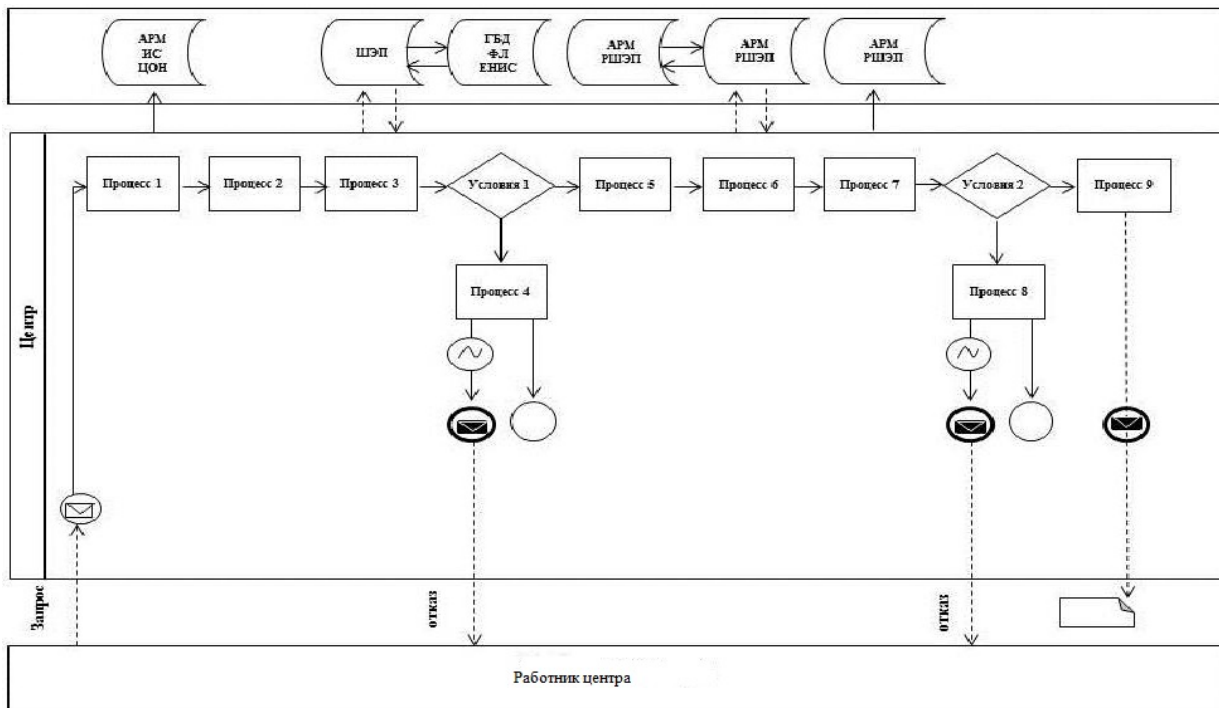 АРМ
ИС
ЦОН
ШЭП
ГБД
ФЛ
ЕНИС
АРМ
РШЭП
АРМ
РШЭП
АРМ
РШЭП
Центр
Процесс 1
Процесс 2
Процесс 3
Условия 1
Процесс 5
Процесс 6
Процесс 7
Условия 2
Процесс 9
Процесс 4
Процесс 8
Запрос
отказ
отказ
Работник центра